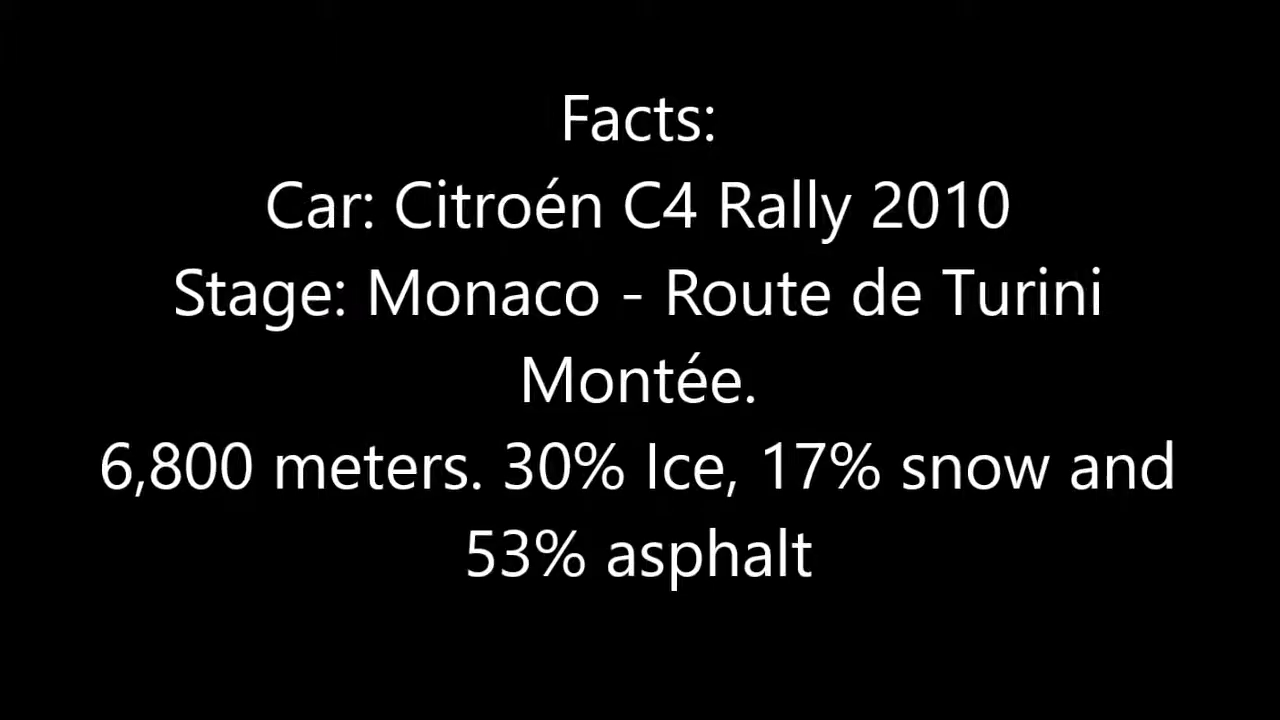 Facts:
Car: Citroén C4 Rally 2010
Stage: Monaco - Route de Turini
Montée.
6,800 meters. 30% Ice, 17% snow and
53% asphalt